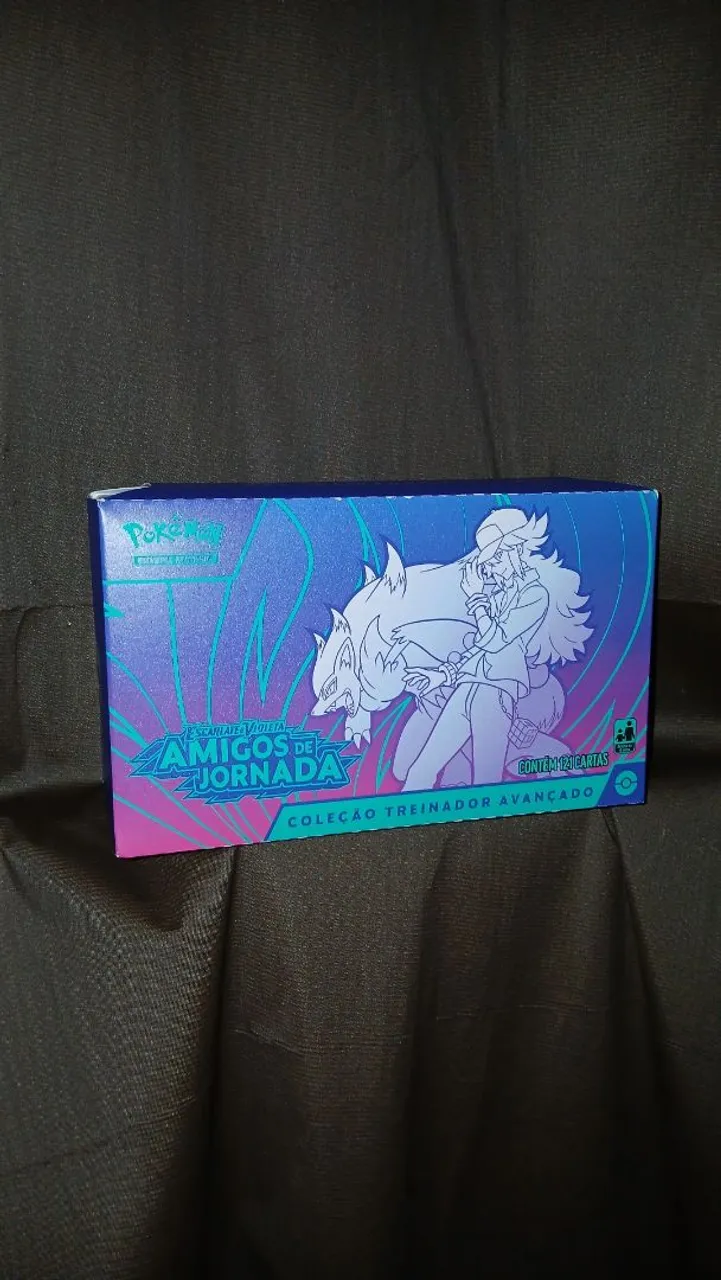 Pokémon
ESCARLATE E VIOLETA
AMIGOS DE
JORNADA
CONTÉM 121 CARTAS
COLEÇÃO TREINADOR AVANÇADO